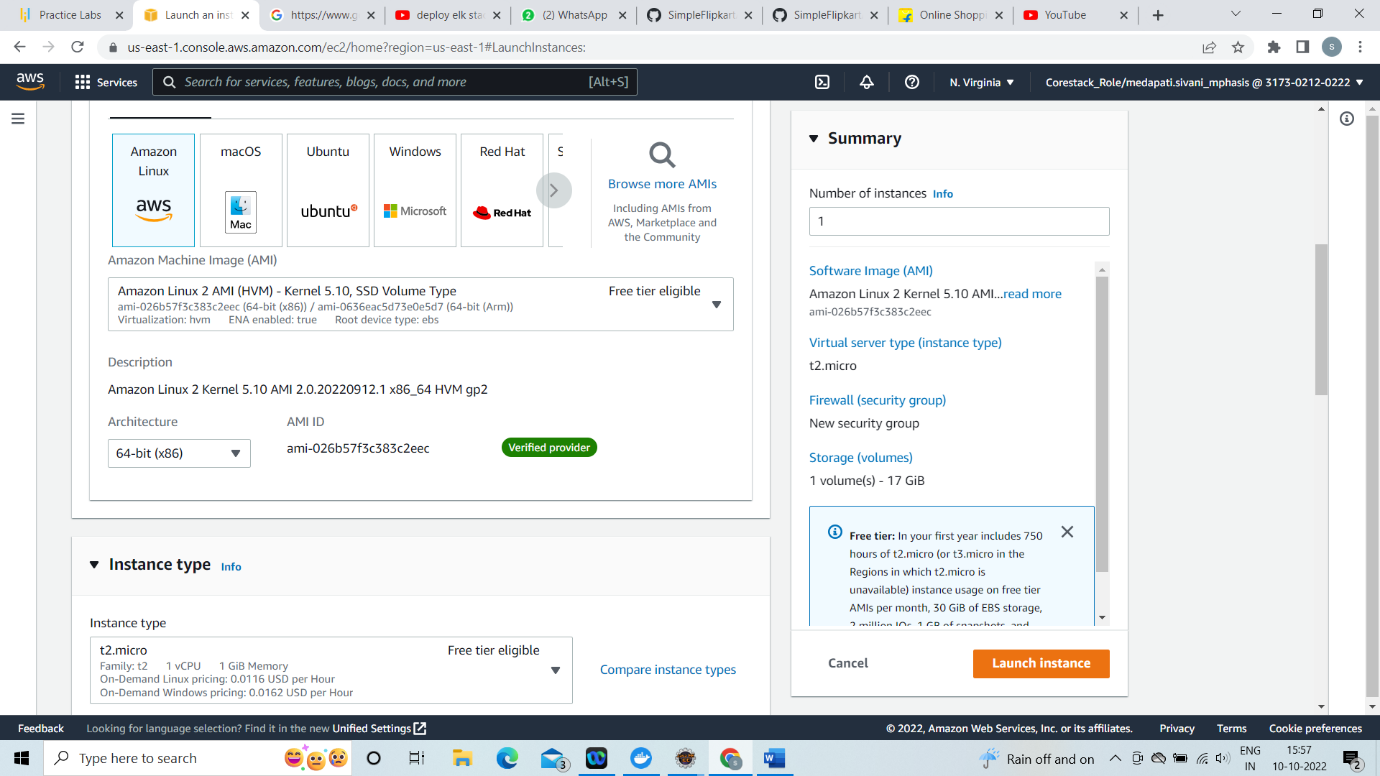 Practice Labs
Launch an inst
https://www.g
deploy elk sta
(2) WhatsApp
SimpleFlipkart
SimpleFlipkart
Online Shoppi
YouTube
us-east-1.console.aws.amazon.com/ec2/home?region=us-east-1#LaunchInstances:
S
aws
Services
Search for services, features, blogs, docs, and more
[Alt+S]
N. Virginia
Corestack_Role/medapati.sivani_mphasis @ 3173-0212-0222
Amazon
Linux
aws
macOS
Mac
Ubuntu
ubuntu
Windows
Microsoft
Red Hat
Red Hat
S
Browse more AMIs
Including AMIs from
AWS, Marketplace and
the Community
Amazon Machine Image (AMI)
Amazon Linux 2 AMI (HVM) - Kernel 5.10, SSD Volume Type
Free tier eligible
ami-026b57f3c383c2eec (64-bit (x86)) / ami-0636eac5d73e0e5d7 (64-bit (Arm))
Virtualization: hvm ENA enabled: true Root device type: ebs
Description
Amazon Linux 2 Kernel 5.10 AMI 2.0.20220912.1 x86_64 HVM gp2
Architecture
AMI ID
64-bit (x86)
ami-026b57f3c383c2eec
Verified provider
Instance type Info
Instance type
t2.micro
Free tier eligible
Family: t2 1 vCPU 1 GiB Memory
On-Demand Linux pricing: 0.0116 USD per Hour
On-Demand Windows pricing: 0.0162 USD per Hour
Compare instance types
Summary
Number of instances Info
1
Software Image (AMI)
Amazon Linux 2 Kernel 5.10 AMI...read more
ami-026b57f3c383c2eec
Virtual server type (instance type)
t2.micro
Firewall (security group)
New security group
Storage (volumes)
1 volume(s) - 17 GiB
Free tier: In your first year includes 750
hours of t2.micro (or t3.micro in the
Regions in which t2.micro is
unavailable) instance usage on free tier
AMIs per month, 30 GiB of EBS storage,
2 million IOs, 1 GB of snapshots, and
Cancel
Launch instance
Feedback
Looking for language selection? Find it in the new Unified Settings
© 2022, Amazon Web Services, Inc. or its affiliates.
Privacy
Terms
Cookie preferences
Type here to search
3
Rain off and on
ENG
IN
15:57
10-10-2022
2